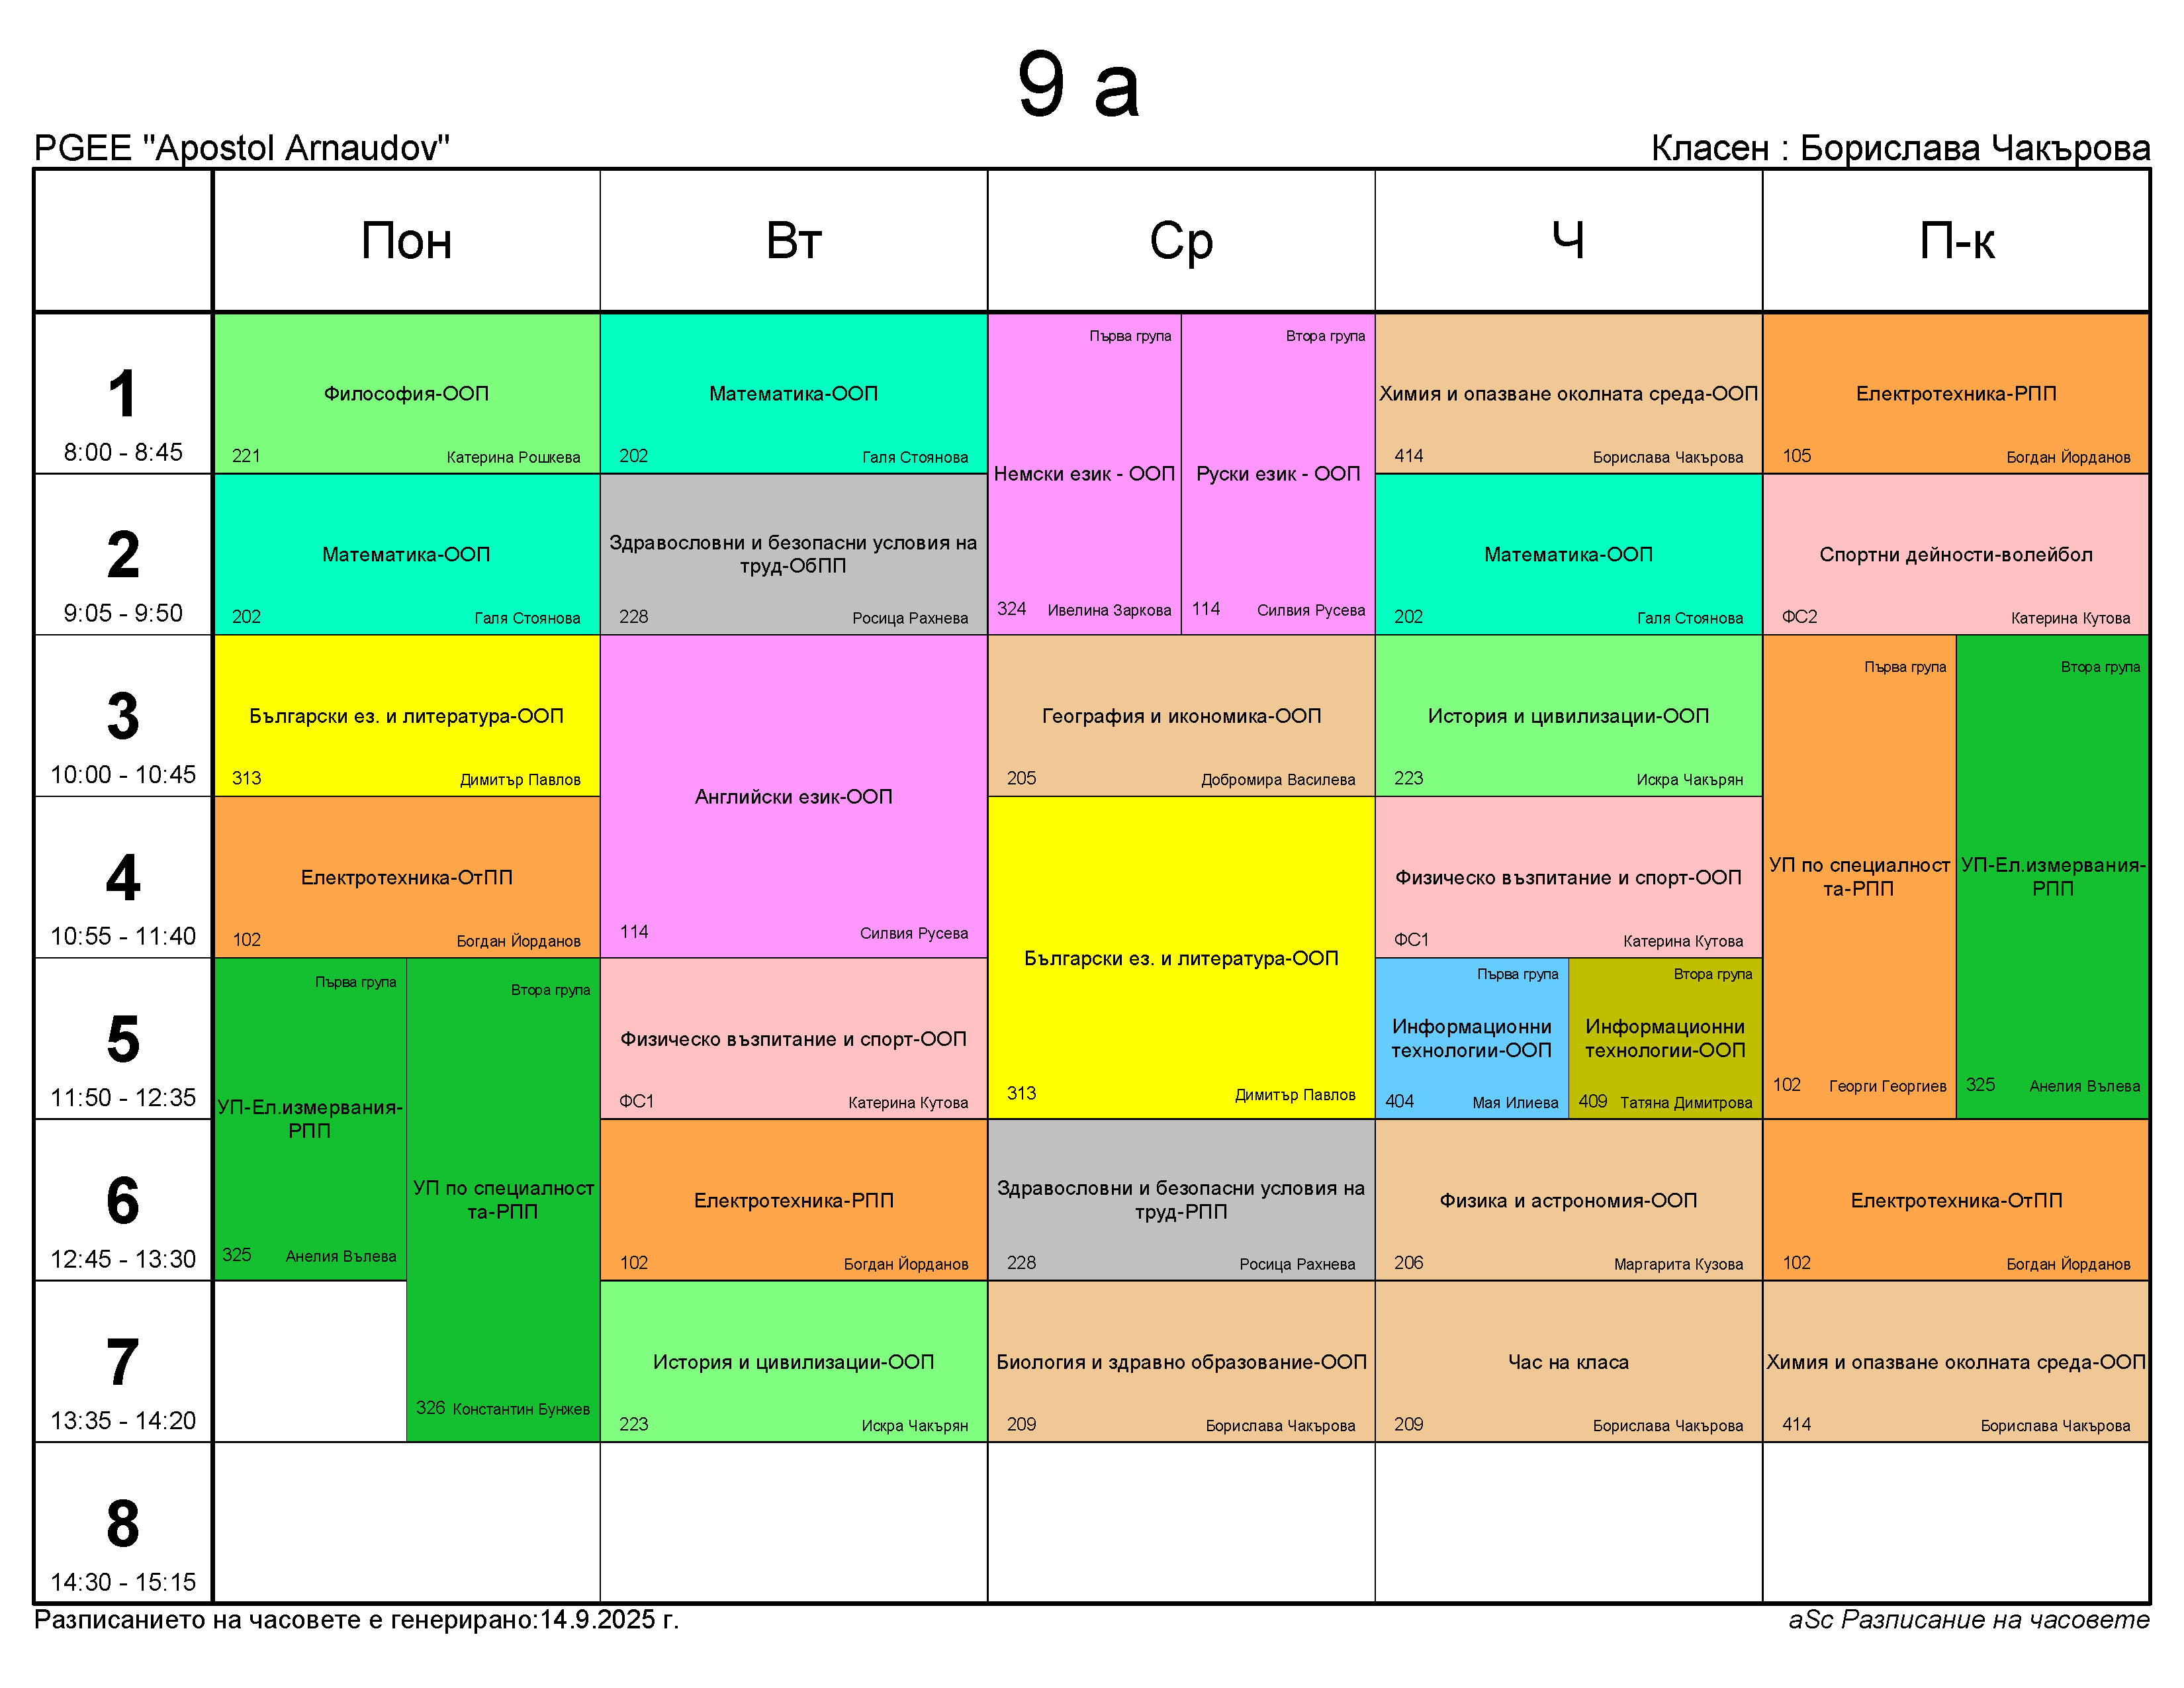 9 а
PGEE "Apostol Arnaudov"
Класен : Борислава Чакърова
Пон
Вт
Ср
Ч
П-к
1
8:00 - 8:45
Философия-ООП
221
Катерина Рошкева
Математика-ООП
202
Галя Стоянова
Първа група
Немски език - ООП
324
Ивелина Заркова
Втора група
Руски език - ООП
114
Силвия Русева
Химия и опазване околната среда-ООП
414
Борислава Чакърова
Електротехника-РПП
105
Богдан Йорданов
2
9:05 - 9:50
Математика-ООП
202
Галя Стоянова
Здравословни и безопасни условия на
труд-ОбПП
228
Росица Рахнева
Математика-ООП
202
Галя Стоянова
Спортни дейности-волейбол
ФС2
Катерина Кутова
3
10:00 - 10:45
Български ез. и литература-ООП
313
Димитър Павлов
Английски език-ООП
114
Силвия Русева
География и икономика-ООП
205
Добромира Василева
История и цивилизации-ООП
223
Искра Чакърян
Първа група
УП по специалност
та-РПП
102
Георги Георгиев
Втора група
УП-Ел.измервания-
РПП
325
Анелия Вълева
4
10:55 - 11:40
Електротехника-ОтПП
102
Богдан Йорданов
Български ез. и литература-ООП
313
Димитър Павлов
Физическо възпитание и спорт-ООП
ФС1
Катерина Кутова
5
11:50 - 12:35
Първа група
УП-Ел.измервания-
РПП
325
Анелия Вълева
Втора група
УП по специалност
та-РПП
326
Константин Бунжев
Физическо възпитание и спорт-ООП
ФС1
Катерина Кутова
Първа група
Информационни
технологии-ООП
404
Мая Илиева
Втора група
Информационни
технологии-ООП
409
Татяна Димитрова
6
12:45 - 13:30
Електротехника-РПП
102
Богдан Йорданов
Здравословни и безопасни условия на
труд-РПП
228
Росица Рахнева
Физика и астрономия-ООП
206
Маргарита Кузова
Електротехника-ОтПП
102
Богдан Йорданов
7
13:35 - 14:20
История и цивилизации-ООП
223
Искра Чакърян
Биология и здравно образование-ООП
209
Борислава Чакърова
Час на класа
209
Борислава Чакърова
Химия и опазване околната среда-ООП
414
Борислава Чакърова
8
14:30 - 15:15
Разписанието на часовете е генерирано:14.9.2025 г.
aSc Разписание на часовете